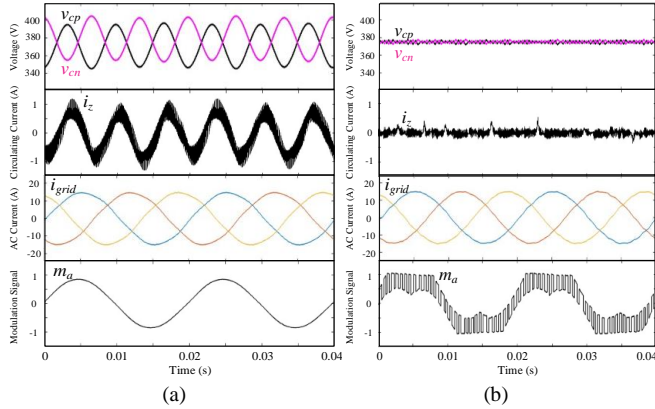 400
380
360
340
Voltage (V)
v_cp
v_cn
1
0
-1
Circulating Current (A)
i_z
20
10
0
-10
-20
AC Current (A)
i_grid
1
0
-1
Modulation Signal
m_a
0 0.01 0.02 0.03 0.04
Time (s)
(a)
400
380
360
340
Voltage (V)
v_cp
v_cn
1
0
-1
Circulating Current (A)
i_z
20
10
0
-10
-20
AC Current (A)
i_grid
1
0
-1
Modulation Signal
m_a
0 0.01 0.02 0.03 0.04
Time (s)
(b)